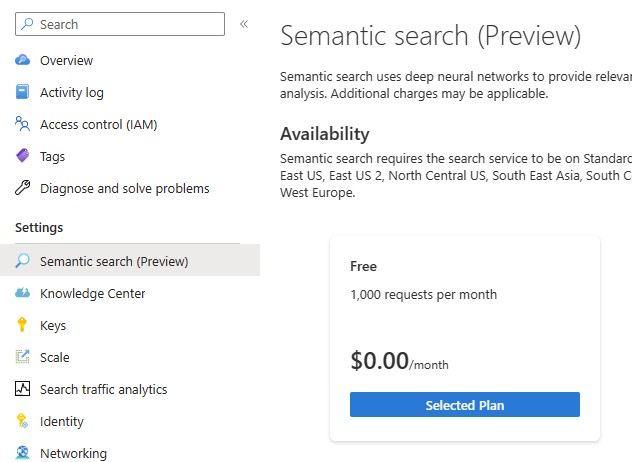 Search
Overview
Activity log
Access control (IAM)
Tags
Diagnose and solve problems
Settings
Semantic search (Preview)
Knowledge Center
Keys
Scale
Search traffic analytics
Identity
Networking
Semantic search (Preview)
Semantic search uses deep neural networks to provide
analysis. Additional charges may be applicable.
Availability
Semantic search requires the search service to be on
East US, East US 2, North Central US, South East Asia,
West Europe.
Free
1,000 requests per month
$0.00/month
Selected Plan